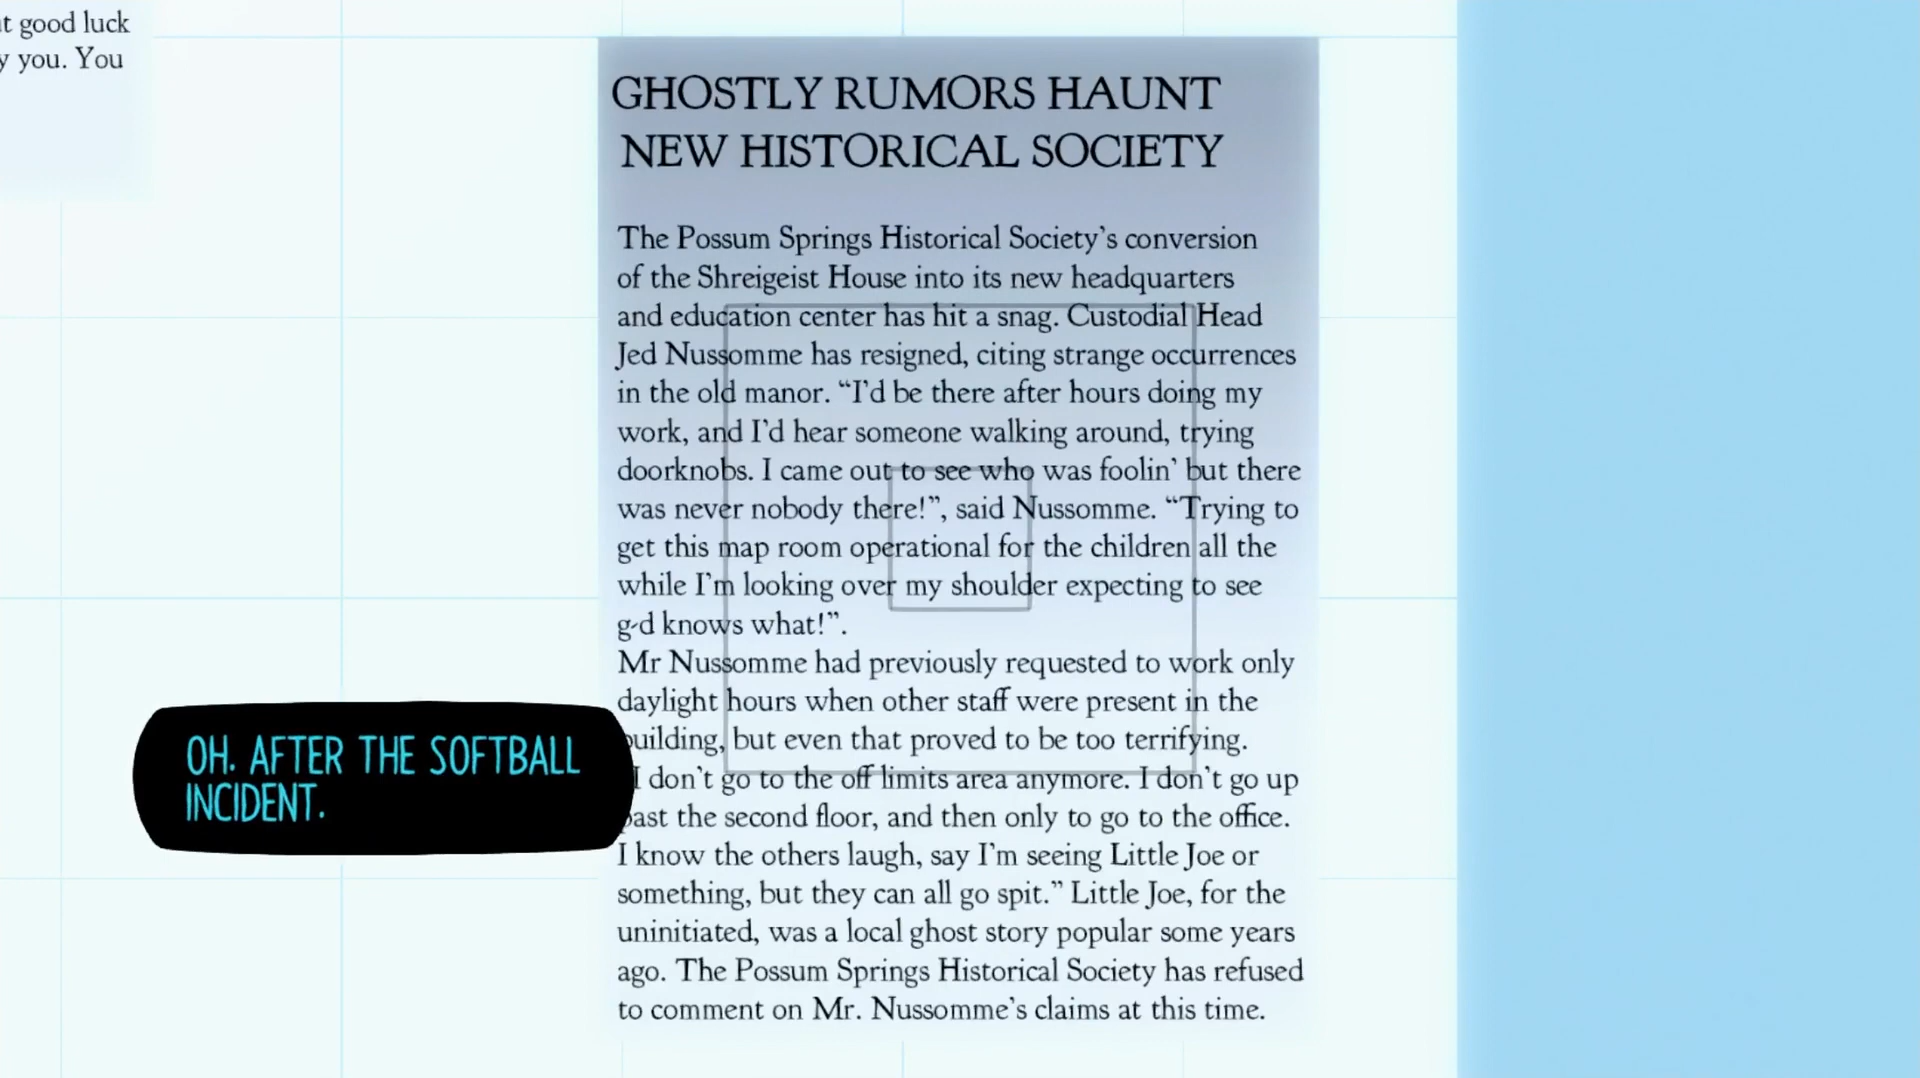 good luck
you. You
GHOSTLY RUMORS HAUNT
NEW HISTORICAL SOCIETY
The Possum Springs Historical Society’s conversion
of the Shreigeist House into its new headquarters
and education center has hit a snag. Custodial Head
Jed Nussomme has resigned, citing strange occurrences
in the old manor. “I’d be there after hours doing my
work, and I’d hear someone walking around, trying
doorknobs. I came out to see who was foolin’ but there
was never nobody there!”, said Nussomme. “Trying to
get this map room operational for the children all the
while I’m looking over my shoulder expecting to see
g-d knows what!”.
Mr Nussomme had previously requested to work only
daylight hours when other staff were present in the
building, but even that proved to be too terrifying.
I don’t go to the off limits area anymore. I don’t go up
past the second floor, and then only to go to the office.
I know the others laugh, say I’m seeing Little Joe or
something, but they can all go spit.” Little Joe, for the
uninitiated, was a local ghost story popular some years
ago. The Possum Springs Historical Society has refused
to comment on Mr. Nussomme’s claims at this time.
OH. AFTER THE SOFTBALL
INCIDENT.